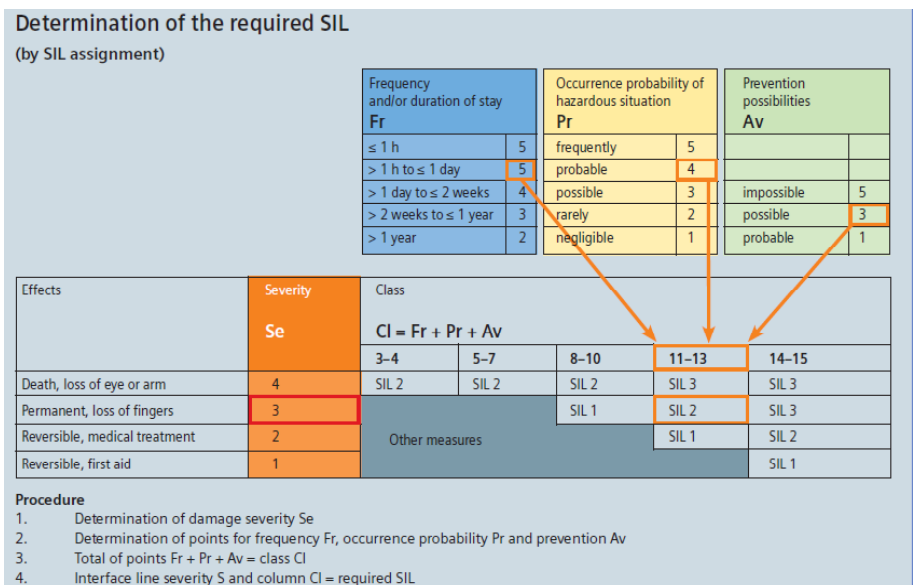 Determination of the required SIL
(by SIL assignment)
Frequency
and/or duration of stay
Fr
Occurrence probability of
hazardous situation
Pr
Prevention
possibilities
Av
≤ 1 h 5 frequently 5
> 1 h to ≤ 1 day 5 probable 4
> 1 day to ≤ 2 weeks 4 possible 3 impossible 5
> 2 weeks to ≤ 1 year 3 rarely 2 possible 3
> 1 year 2 negligible 1 probable 1
Effects Severity Class
Se Cl = Fr + Pr + Av
3–4 5–7 8–10 11–13 14–15
Death, loss of eye or arm 4 SIL 2 SIL 2 SIL 2 SIL 3 SIL 3
Permanent, loss of fingers 3 SIL 1 SIL 2 SIL 3
Reversible, medical treatment 2 Other measures SIL 1 SIL 2
Reversible, first aid 1 SIL 1
Procedure
1. Determination of damage severity Se
2. Determination of points for frequency Fr, occurrence probability Pr and prevention Av
3. Total of points Fr + Pr + Av = class Cl
4. Interface line severity S and column Cl = required SIL